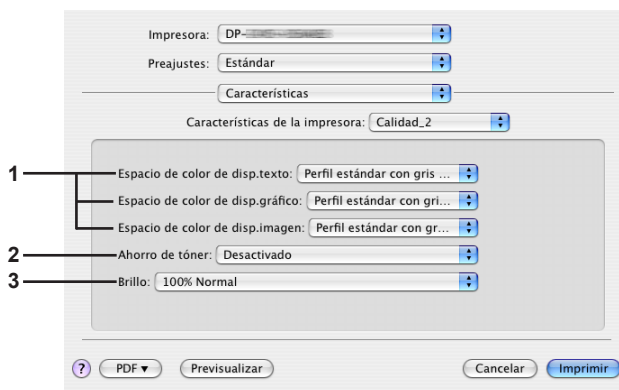 Impresora: DP-
Preajustes: Estándar
Características
Características de la impresora: Calidad_2
1 Espacio de color de disp.texto: Perfil estándar con gris ...
Espacio de color de disp.gráfico: Perfil estándar con gri...
Espacio de color de disp.imagen: Perfil estándar con gr...
2 Ahorro de tóner: Desactivado
3 Brillo: 100% Normal
? PDF ▼ Previsualizar Cancelar Imprimir